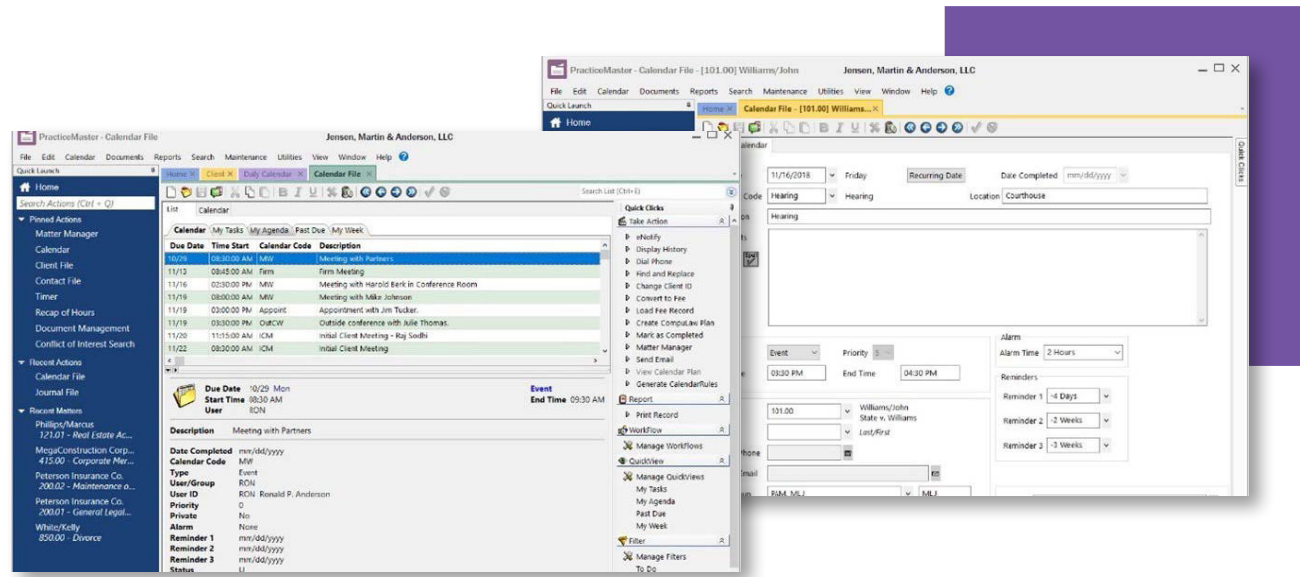 PracticeMaster - Calendar File - [101.00] Williams/John Jensen, Martin & Anderson, LLC
File Edit Calendar Documents Reports Search Maintenance Utilities View Window Help
Quick Launch
Home Calendar File - [101.00] Williams...
Home
Quick Clicks
11/16/2018 Friday Recurring Date Date Completed mm/dd/yyyy
Code Hearing Hearing Location Courthouse
Hearing
Alarm
Event Priority 5 Alarm Time 2 Hours
03:30 PM End Time 04:30 PM
Reminders
Reminder 1 -4 Days
101.00 Williams/John
State v. Williams
Reminder 2 -2 Weeks
Last/First
Reminder 3 -3 Weeks
Phone
Email
PAM, MLJ MLJ
PracticeMaster - Calendar File Jensen, Martin & Anderson, LLC
File Edit Calendar Documents Reports Search Maintenance Utilities View Window Help
Quick Launch
Home Client Daily Calendar Calendar File
Home
Search Actions (Ctrl + Q)
Pinned Actions
Matter Manager
Calendar
Client File
Contact File
Timer
Recap of Hours
Document Management
Conflict of Interest Search
Recent Actions
Calendar File
Journal File
Recent Matters
Phillips/Marcus
121.01 - Real Estate Ac...
MegaConstruction Corp...
415.00 - Corporate Mer...
Peterson Insurance Co.
200.02 - Maintenance o...
Peterson Insurance Co.
200.01 - General Legal...
White/Kelly
850.00 - Divorce
Search List (Ctrl+E)
List Calendar
Calendar My Tasks My Agenda Past Due My Week
Due Date Time Start Calendar Code Description
10/29 08:30:00 AM MW Meeting with Partners
11/13 08:45:00 AM Firm Firm Meeting
11/16 02:30:00 PM MW Meeting with Harold Berk in Conference Room
11/19 08:00:00 AM MW Meeting with Mike Johnson
11/19 03:00:00 PM Appoint Appointment with Jim Tucker.
11/19 03:30:00 PM OutCW Outside conference with Julie Thomas.
11/20 11:15:00 AM ICM Initial Client Meeting - Raj Sodhi
11/22 08:30:00 AM ICM Initial Client Meeting
Due Date 10/29 Mon Event
Start Time 08:30 AM End Time 09:30 AM
User RON
Description Meeting with Partners
Date Completed mm/dd/yyyy
Calendar Code MW
Type Event
User/Group RON
User ID RON Ronald P. Anderson
Priority 0
Private No
Alarm None
Reminder 1 mm/dd/yyyy
Reminder 2 mm/dd/yyyy
Reminder 3 mm/dd/yyyy
Status U
Quick Clicks
Take Action
eNotify
Display History
Dial Phone
Find and Replace
Change Client ID
Convert to Fee
Load Fee Record
Create CompuLaw Plan
Mark as Completed
Matter Manager
Send Email
View Calendar Plan
Generate CalendarRules
Report
Print Record
WorkFlow
Manage Workflows
QuickView
Manage QuickViews
My Tasks
My Agenda
Past Due
My Week
Filter
Manage Filters
To Do